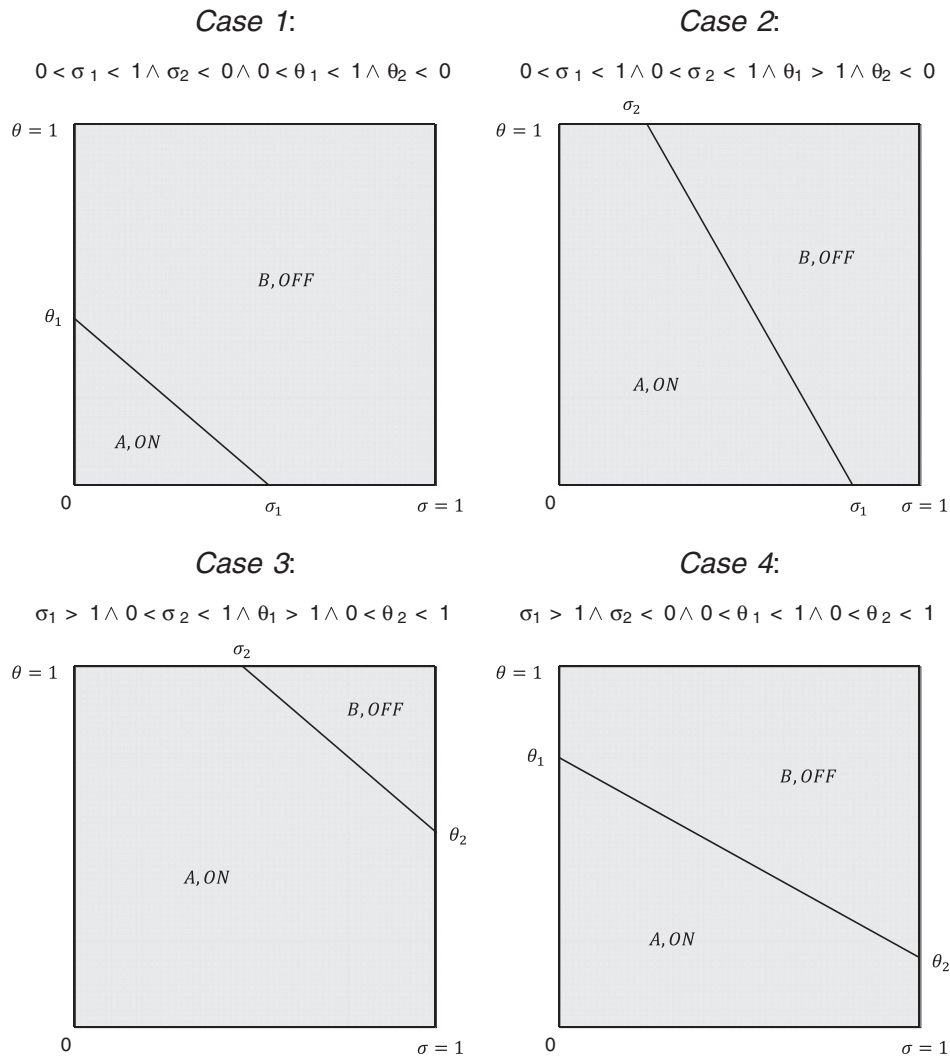 Case 1:
0 < σ1 < 1 ∧ σ2 < 0 ∧ 0 < θ1 < 1 ∧ θ2 < 0
θ = 1
B, OFF
θ1
A, ON
0
σ1
σ = 1
Case 2:
0 < σ1 < 1 ∧ 0 < σ2 < 1 ∧ θ1 > 1 ∧ θ2 < 0
σ2
θ = 1
B, OFF
A, ON
σ1
σ = 1
0
Case 3:
σ1 > 1 ∧ 0 < σ2 < 1 ∧ θ1 > 1 ∧ 0 < θ2 < 1
σ2
θ = 1
B, OFF
θ2
A, ON
0
σ = 1
Case 4:
σ1 > 1 ∧ σ2 < 0 ∧ 0 < θ1 < 1 ∧ 0 < θ2 < 1
θ = 1
θ1
B, OFF
A, ON
θ2
0
σ = 1